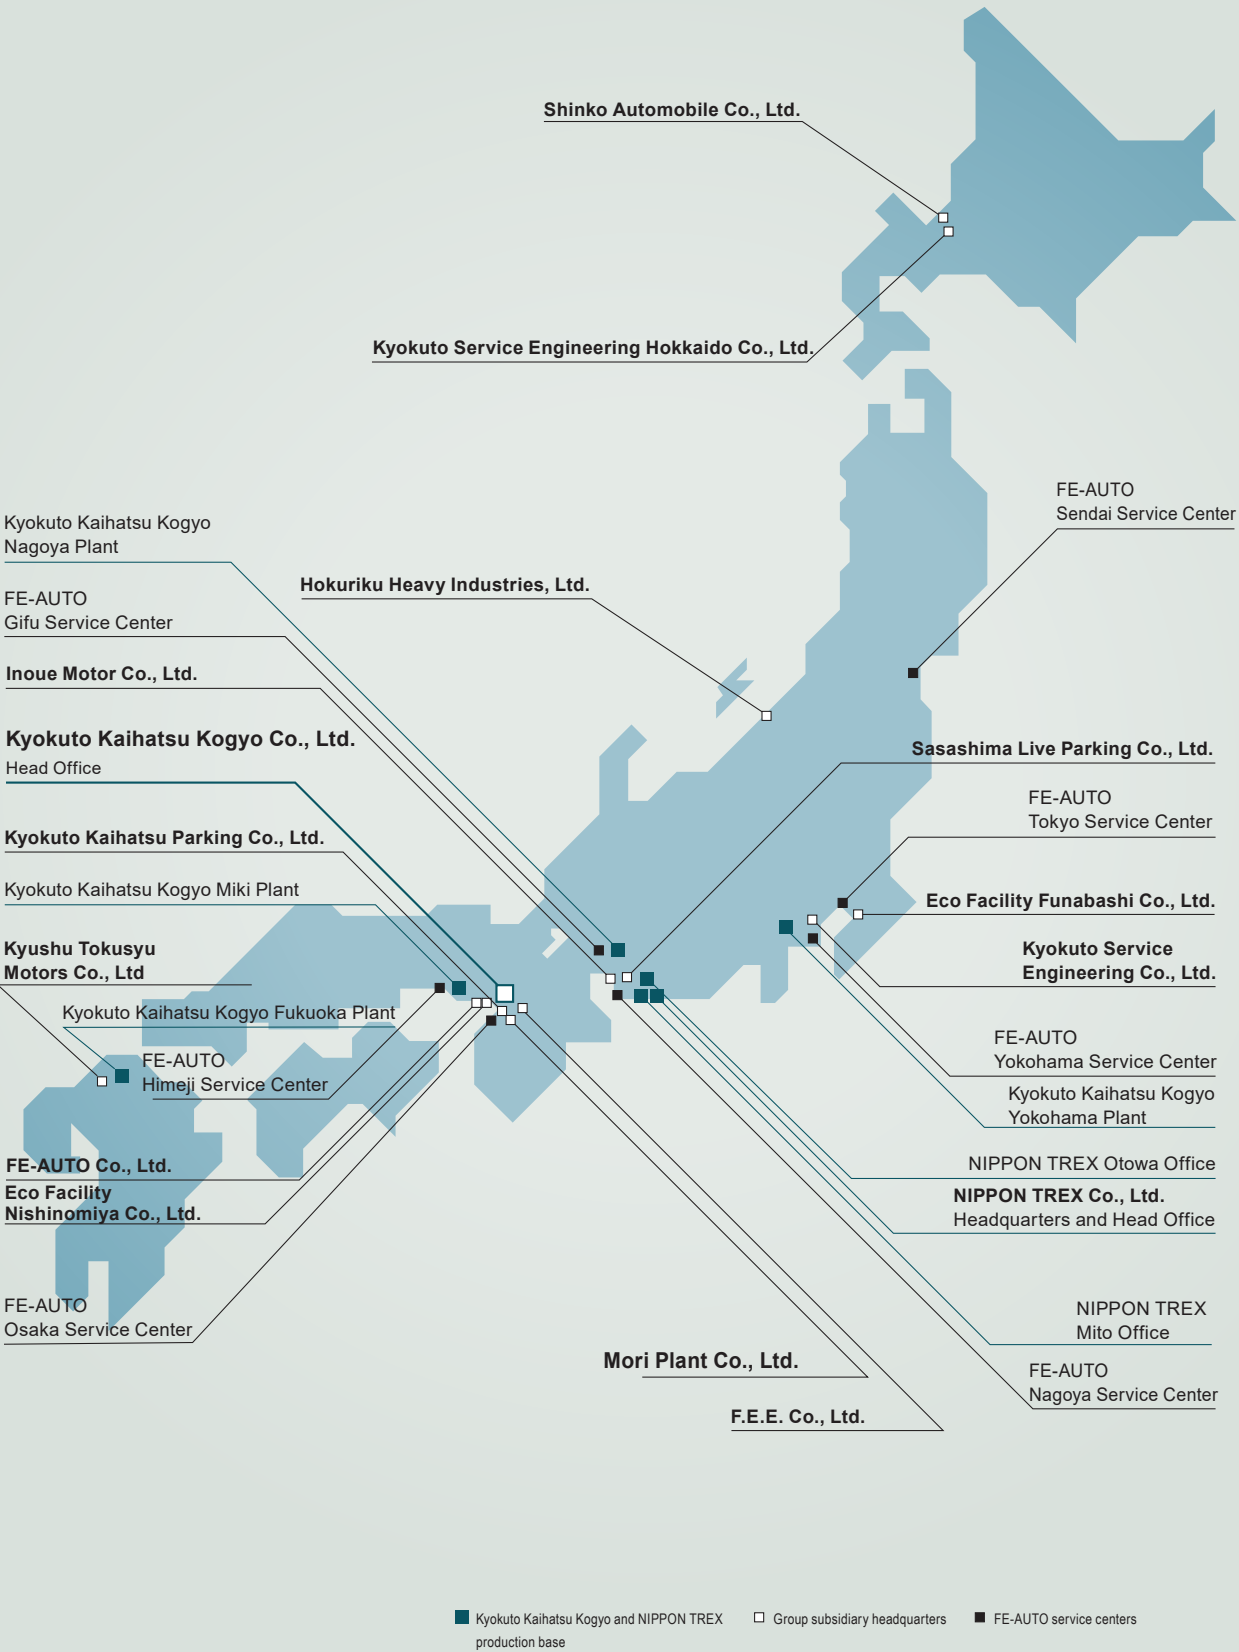 Shinko Automobile Co., Ltd.
Kyokuto Service Engineering Hokkaido Co., Ltd.
FE-AUTO
Sendai Service Center
Kyokuto Kaihatsu Kogyo
Nagoya Plant
Hokuriku Heavy Industries, Ltd.
FE-AUTO
Gifu Service Center
Inoue Motor Co., Ltd.
Kyokuto Kaihatsu Kogyo Co., Ltd.
Head Office
Sasashima Live Parking Co., Ltd.
FE-AUTO
Tokyo Service Center
Kyokuto Kaihatsu Parking Co., Ltd.
Kyokuto Kaihatsu Kogyo Miki Plant
Eco Facility Funabashi Co., Ltd.
Kyushu Tokusyu
Motors Co., Ltd
Kyokuto Service
Engineering Co., Ltd.
Kyokuto Kaihatsu Kogyo Fukuoka Plant
FE-AUTO
Himeji Service Center
FE-AUTO
Yokohama Service Center
Kyokuto Kaihatsu Kogyo
Yokohama Plant
FE-AUTO Co., Ltd.
NIPPON TREX Otowa Office
Eco Facility
Nishinomiya Co., Ltd.
NIPPON TREX Co., Ltd.
Headquarters and Head Office
FE-AUTO
Osaka Service Center
NIPPON TREX
Mito Office
Mori Plant Co., Ltd.
FE-AUTO
Nagoya Service Center
F.E.E. Co., Ltd.
Kyokuto Kaihatsu Kogyo and NIPPON TREX
production base
Group subsidiary headquarters
FE-AUTO service centers